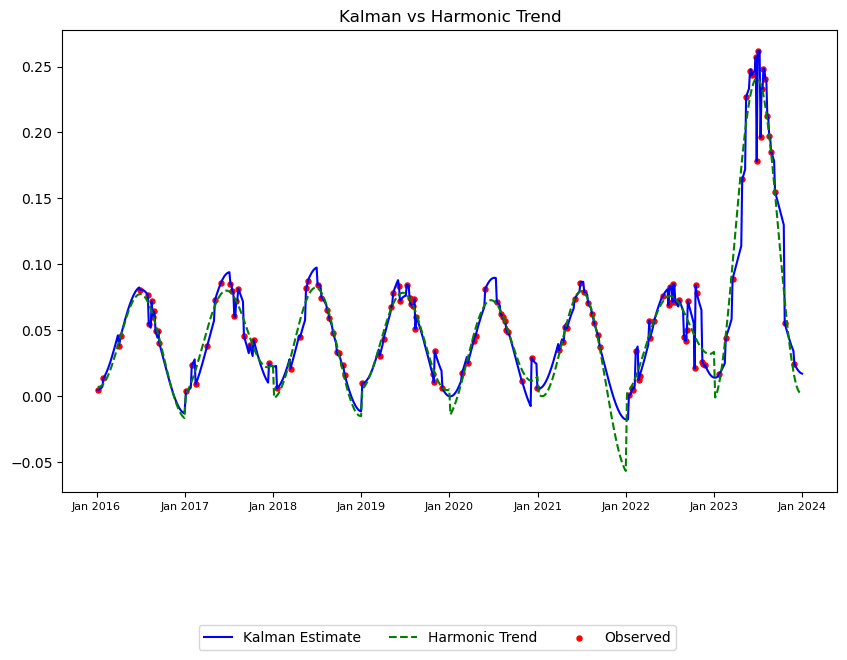 Kalman vs Harmonic Trend
0.25
0.20
0.15
0.10
0.05
0.00
−0.05
Jan 2016 Jan 2017 Jan 2018 Jan 2019 Jan 2020 Jan 2021 Jan 2022 Jan 2023 Jan 2024
Kalman Estimate Harmonic Trend Observed